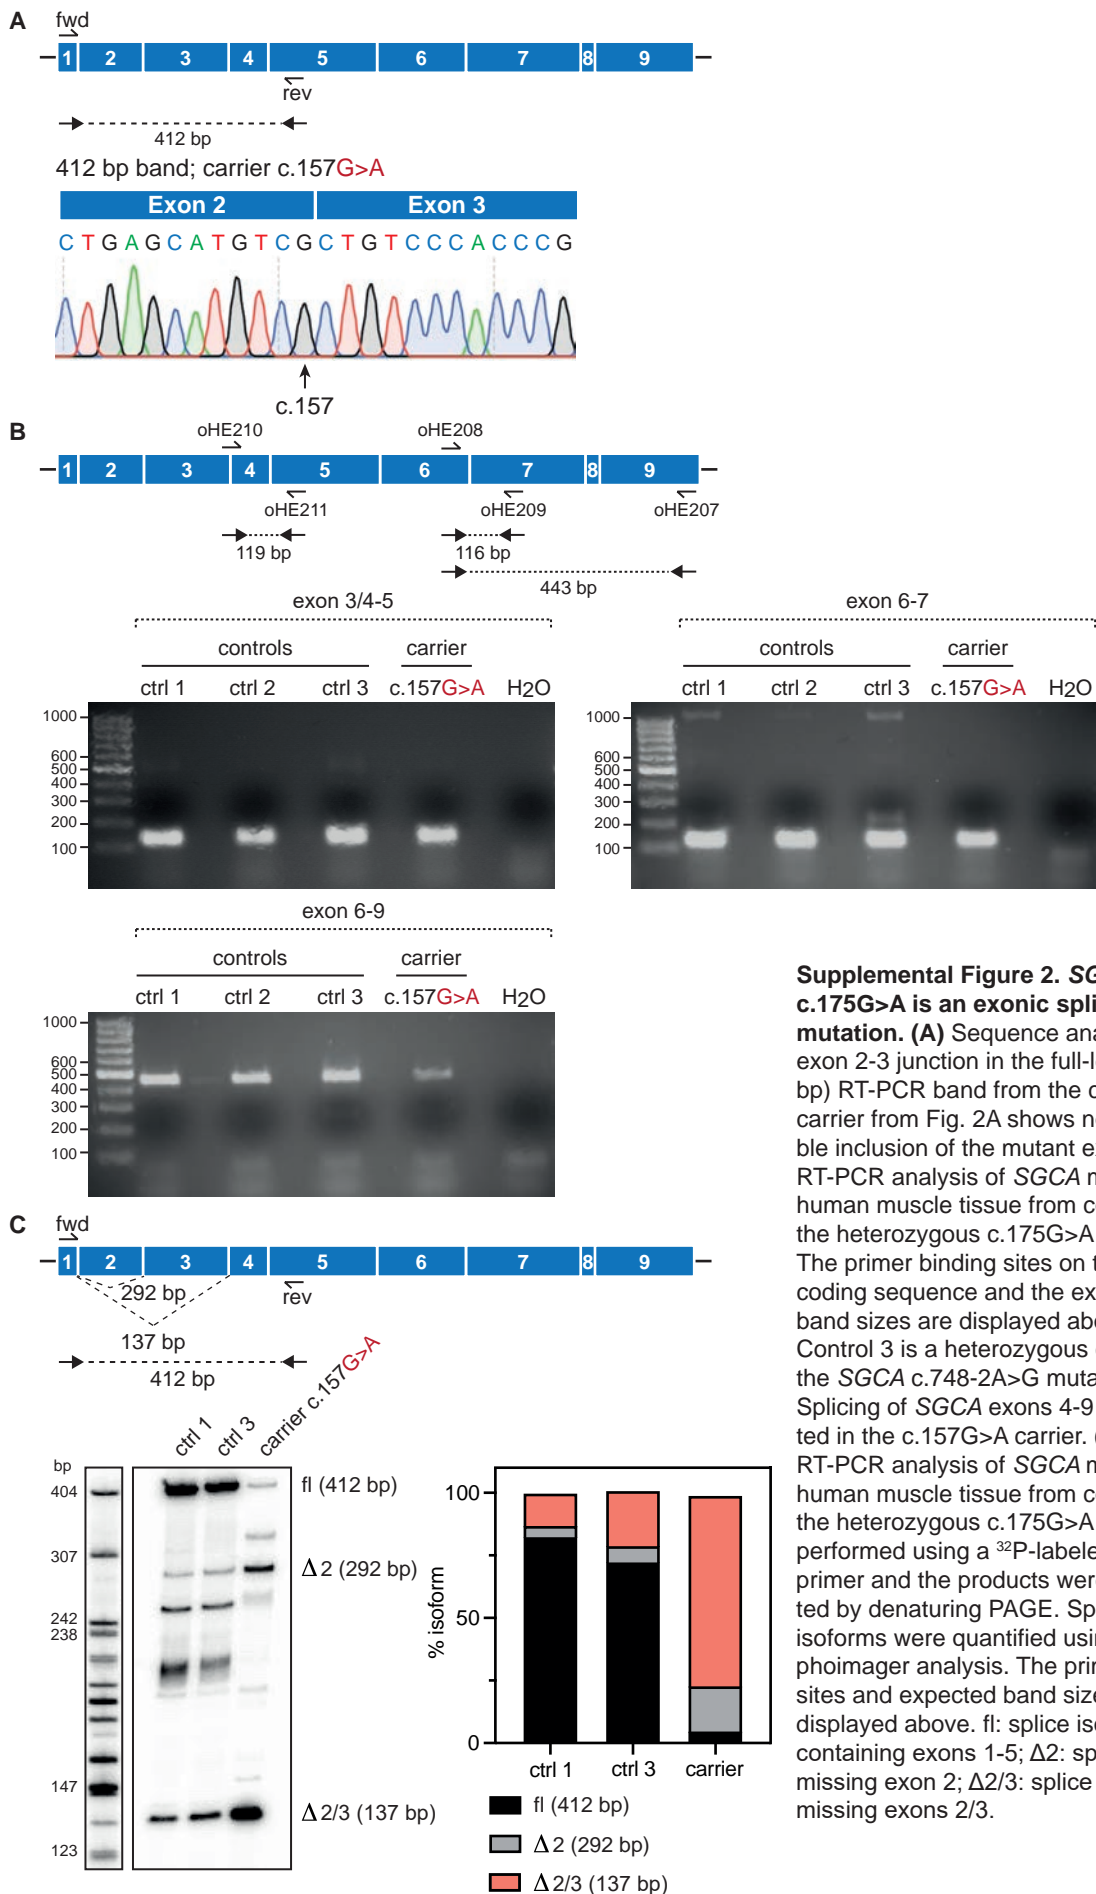 A
fwd
1 2 3 4 5 6 7 8 9
rev
412 bp
412 bp band; carrier c.157G>A
Exon 2 Exon 3
C T G A G C A T G T C G C T G T C C C A C C C G
c.157
B
oHE210 oHE208
1 2 3 4 5 6 7 8 9
oHE211 oHE209 oHE207
119 bp 116 bp
443 bp
exon 3/4-5
controls carrier
ctrl 1 ctrl 2 ctrl 3 c.157G>A H2O
1000
600
500
400
300
200
100
exon 6-7
controls carrier
ctrl 1 ctrl 2 ctrl 3 c.157G>A H2O
1000
600
500
400
300
200
100
exon 6-9
controls carrier
ctrl 1 ctrl 2 ctrl 3 c.157G>A H2O
1000
600
500
400
300
200
100
C
fwd
1 2 3 4 5 6 7 8 9
292 bp
rev
137 bp
412 bp
ctrl 1 ctrl 3 carrier c.157G>A
bp
404
307
242
238
147
123
fl (412 bp)
Δ2 (292 bp)
Δ2/3 (137 bp)
% isoform
100
50
0
ctrl 1 ctrl 3 carrier
fl (412 bp)
Δ2 (292 bp)
Δ2/3 (137 bp)
Supplemental Figure 2. SG
c.175G>A is an exonic spli
mutation. (A) Sequence ana
exon 2-3 junction in the full-l
bp) RT-PCR band from the c
carrier from Fig. 2A shows n
ble inclusion of the mutant e
RT-PCR analysis of SGCA m
human muscle tissue from c
the heterozygous c.175G>A
The primer binding sites on t
coding sequence and the ex
band sizes are displayed abo
Control 3 is a heterozygous
the SGCA c.748-2A>G muta
Splicing of SGCA exons 4-9
ted in the c.157G>A carrier. (
RT-PCR analysis of SGCA m
human muscle tissue from c
the heterozygous c.175G>A
performed using a 32P-labele
primer and the products were
ted by denaturing PAGE. Sp
isoforms were quantified usin
phoimager analysis. The prim
sites and expected band size
displayed above. fl: splice iso
containing exons 1-5; Δ2: sp
missing exon 2; Δ2/3: splice
missing exons 2/3.